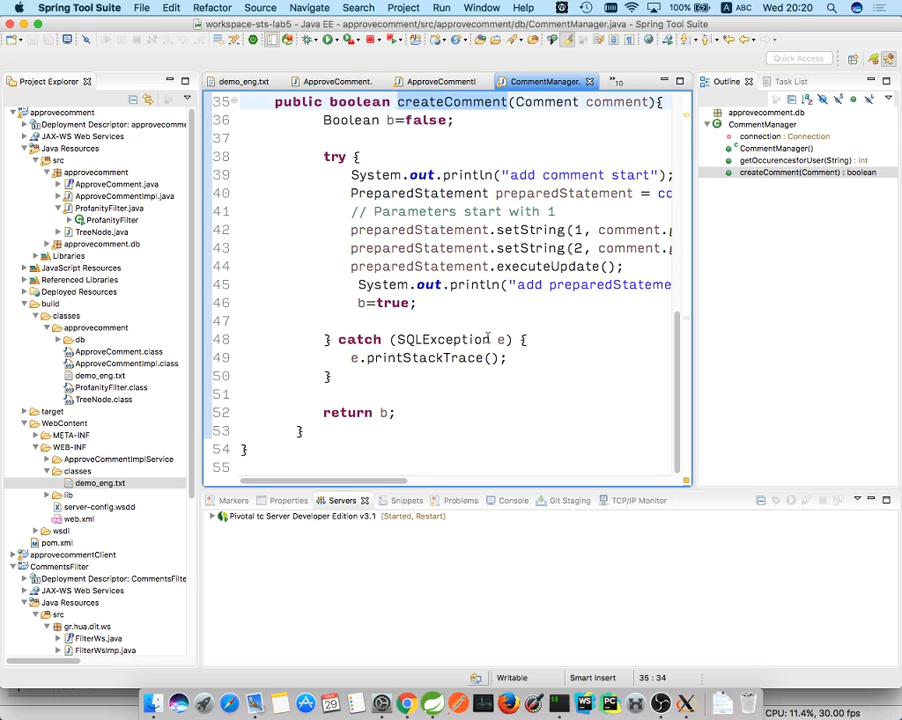 Spring Tool Suite File Edit Refactor Source Navigate Search Project Run Window Help 100% ABC Wed 20:20
workspace-sts-lab5 - Java EE - approvecomment/src/approvecomment/db/CommentManager.java - Spring Tool Suite
Quick Access
Project Explorer
approvecomment
Deployment Descriptor: approvecomme
JAX-WS Web Services
Java Resources
src
approvecomment
ApproveComment.java
ApproveCommentImpl.java
ProfanityFilter.java
ProfanityFilter
TreeNode.java
approvecomment.db
Libraries
JavaScript Resources
Referenced Libraries
Deployed Resources
build
classes
approvecomment
db
ApproveComment.class
ApproveCommentImpl.class
demo_eng.txt
ProfanityFilter.class
TreeNode.class
target
WebContent
META-INF
WEB-INF
ApproveCommentImplService
classes
demo_eng.txt
lib
server-config.wsdd
web.xml
wsdl
pom.xml
approvecommentClient
CommentsFilter
Deployment Descriptor: CommentsFilte
JAX-WS Web Services
Java Resources
src
gr.hua.dit.ws
FilterWs.java
FilterWsImp.java
demo_eng.txt
ApproveComment.
ApproveCommentI
CommentManager.
10
35 public boolean createComment(Comment comment){
36 Boolean b=false;
37
38 try {
39 System.out.println("add comment start");
40 PreparedStatement preparedStatement = co
41 // Parameters start with 1
42 preparedStatement.setString(1, comment.g
43 preparedStatement.setString(2, comment.g
44 preparedStatement.executeUpdate();
45 System.out.println("add preparedStateme
46 b=true;
47
48 } catch (SQLException e) {
49 e.printStackTrace();
50 }
51
52 return b;
53 }
54 }
55
Outline
Task List
approvecomment.db
CommentManager
connection : Connection
CommentManager()
getOccurencesforUser(String) : int
createComment(Comment) : boolean
Markers
Properties
Servers
Snippets
Problems
Console
Git Staging
TCP/IP Monitor
Pivotal tc Server Developer Edition v3.1 [Started, Restart]
Writable
Smart Insert
35 : 34
CPU: 11.4%, 30.00 fps